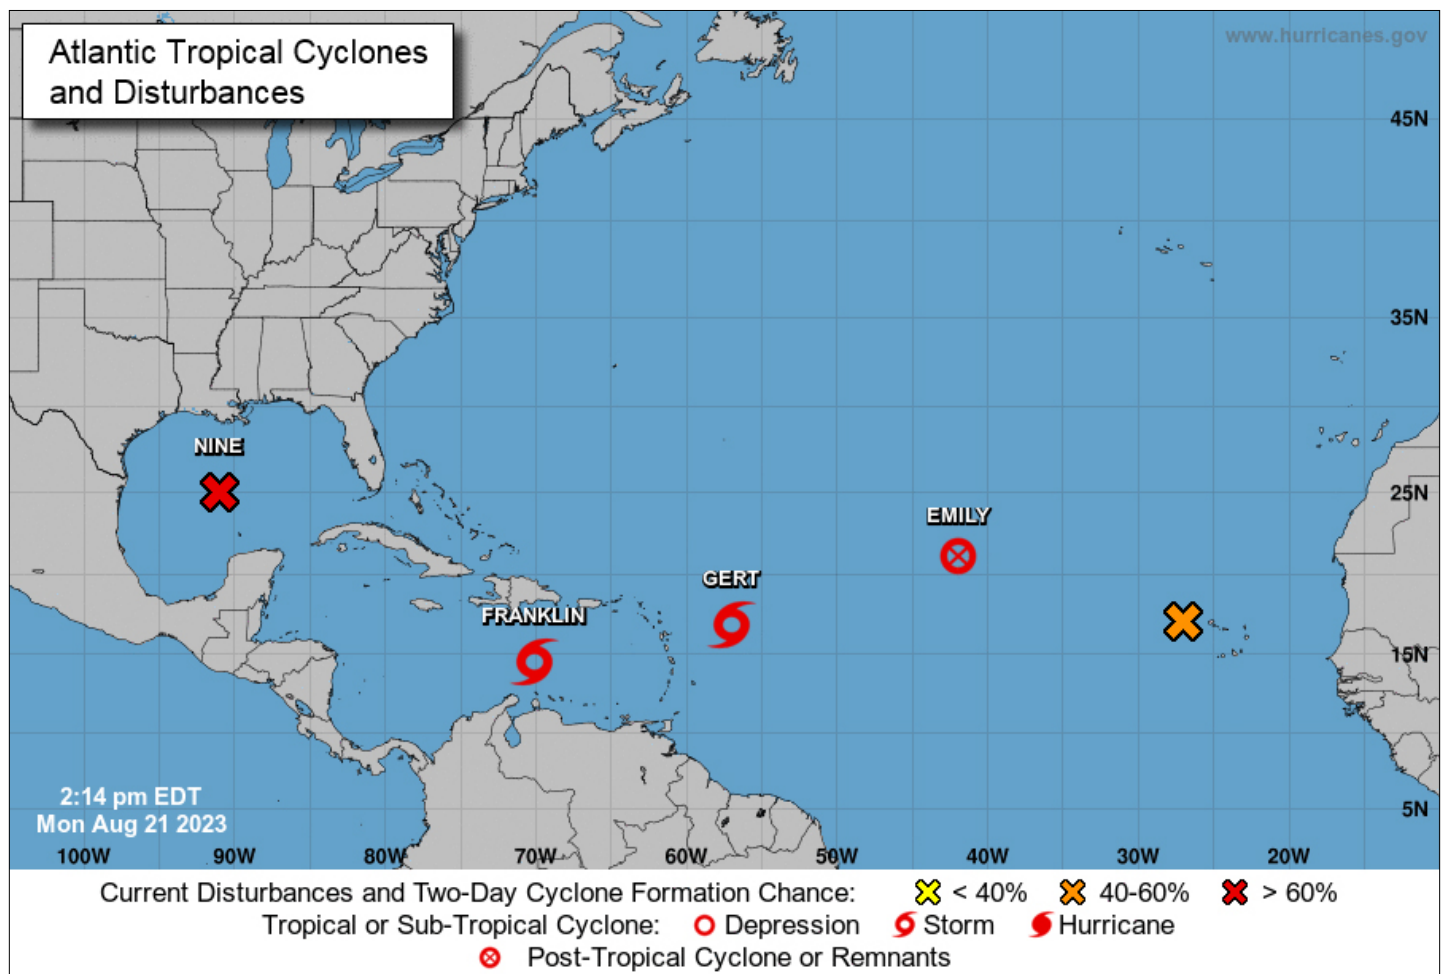 Atlantic Tropical Cyclones
and Disturbances
www.hurricanes.gov
45N
35N
NINE
25N
EMILY
GERT
FRANKLIN
15N
2:14 pm EDT
Mon Aug 21 2023
5N
100W 90W 80W 70W 60W 50W 40W 30W 20W
Current Disturbances and Two-Day Cyclone Formation Chance: < 40% 40-60% > 60%
Tropical or Sub-Tropical Cyclone: Depression Storm Hurricane
Post-Tropical Cyclone or Remnants